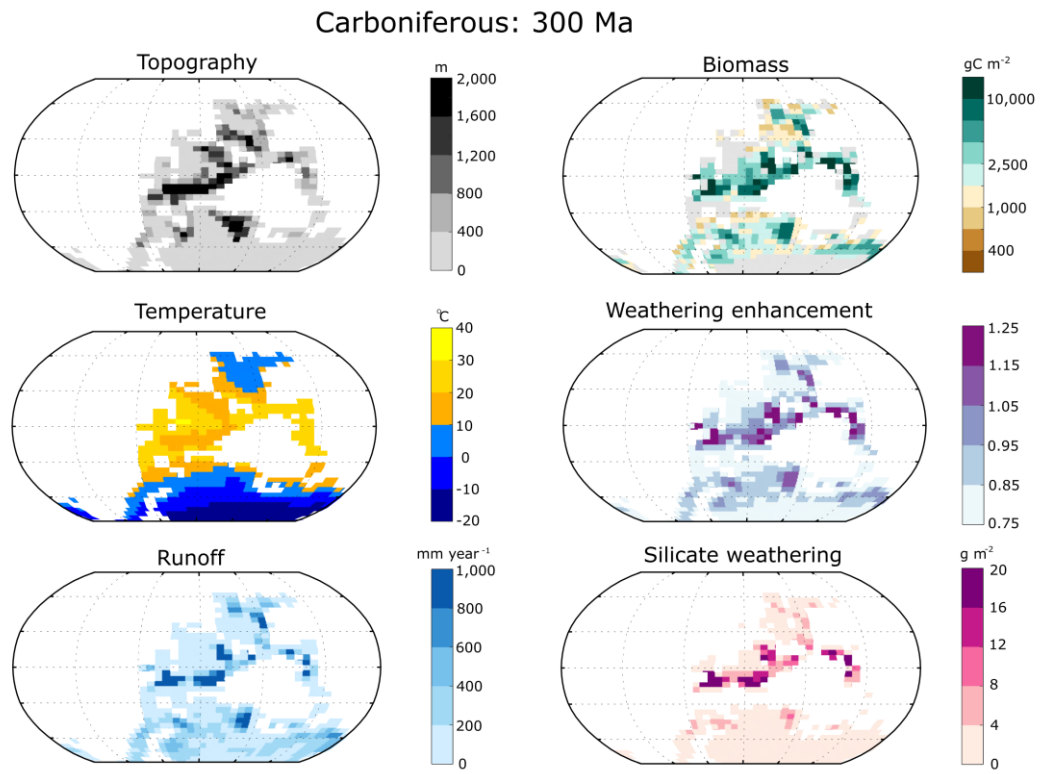 Carboniferous: 300 Ma
Topography
m
2,000
1,600
1,200
800
400
0
Biomass
gC m⁻²
10,000
2,500
1,000
400
Temperature
°C
40
30
20
10
0
-10
-20
Weathering enhancement
1.25
1.15
1.05
0.95
0.85
0.75
Runoff
mm year⁻¹
1,000
800
600
400
200
0
Silicate weathering
g m⁻²
20
16
12
8
4
0